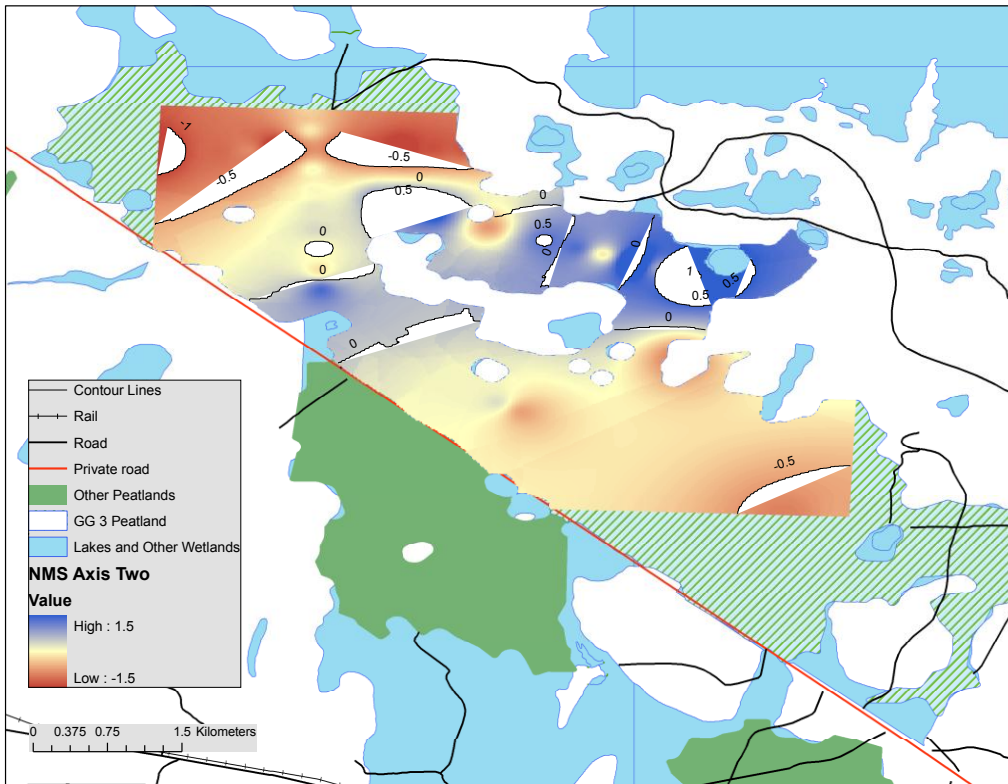 -1
-0.5
-0.5
0
0.5
0
0.5
0
0
0
0
1
0.5
0.5
0
0
-0.5
Contour Lines
Rail
Road
Private road
Other Peatlands
GG 3 Peatland
Lakes and Other Wetlands
NMS Axis Two
Value
High : 1.5
Low : -1.5
0 0.375 0.75 1.5 Kilometers